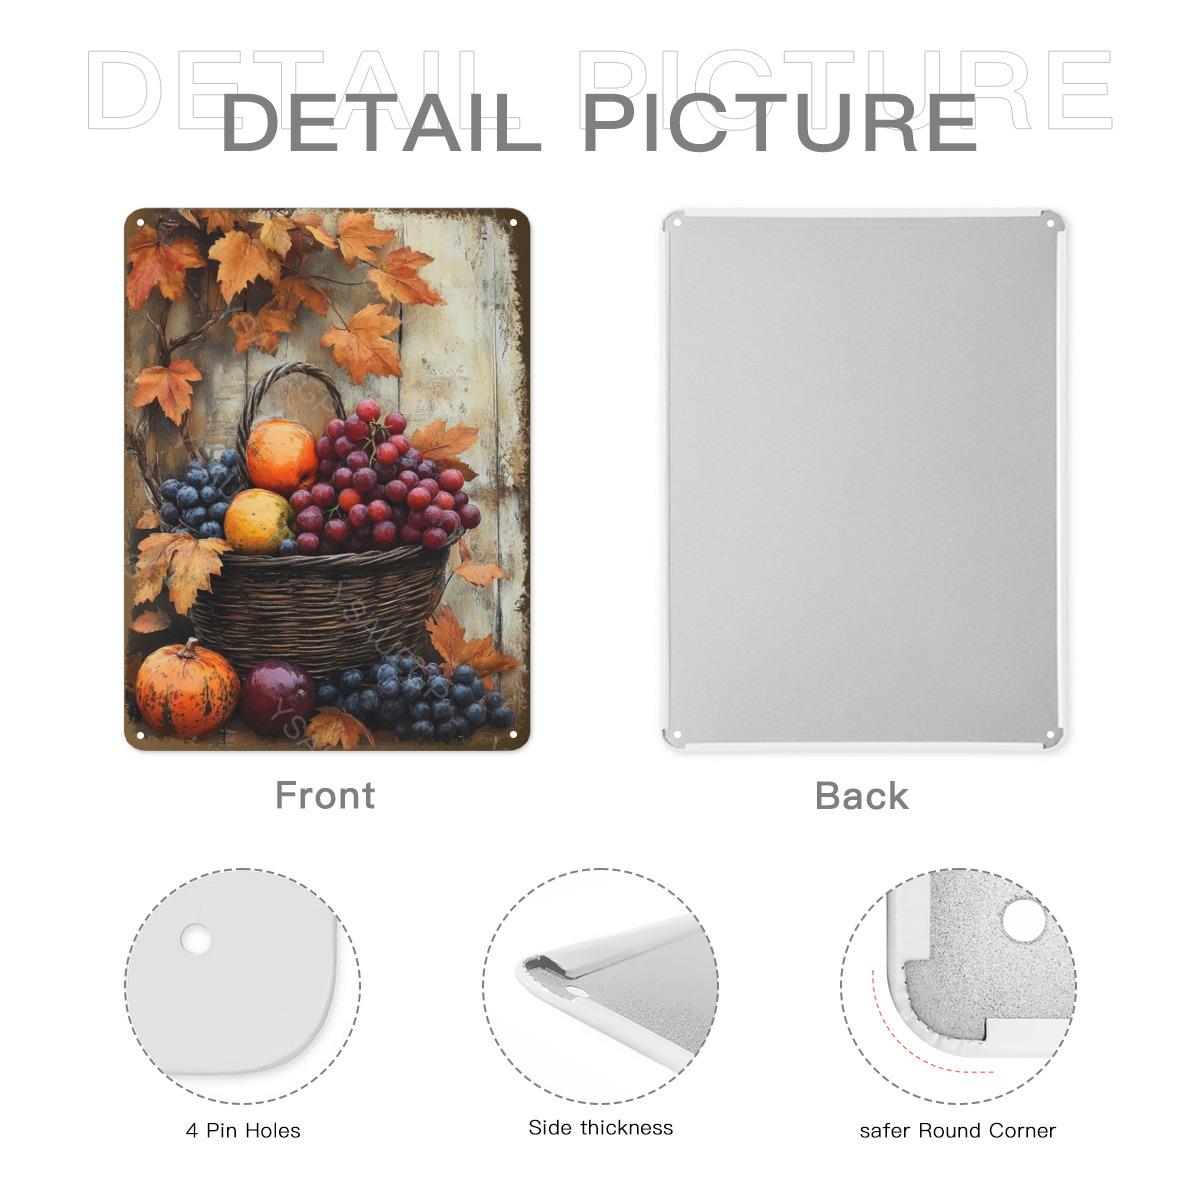 DETAIL PICTURE
DETAIL PICTURE
Front
Back
4 Pin Holes
Side thickness
safer Round Corner